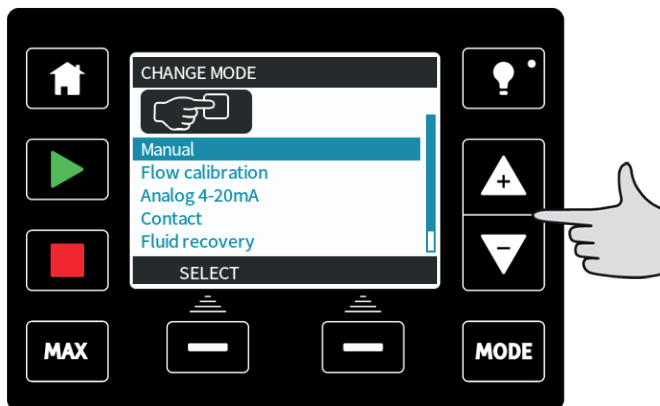 CHANGE MODE
Manual
Flow calibration
Analog 4-20mA
Contact
Fluid recovery
SELECT
+
−
MAX
MODE